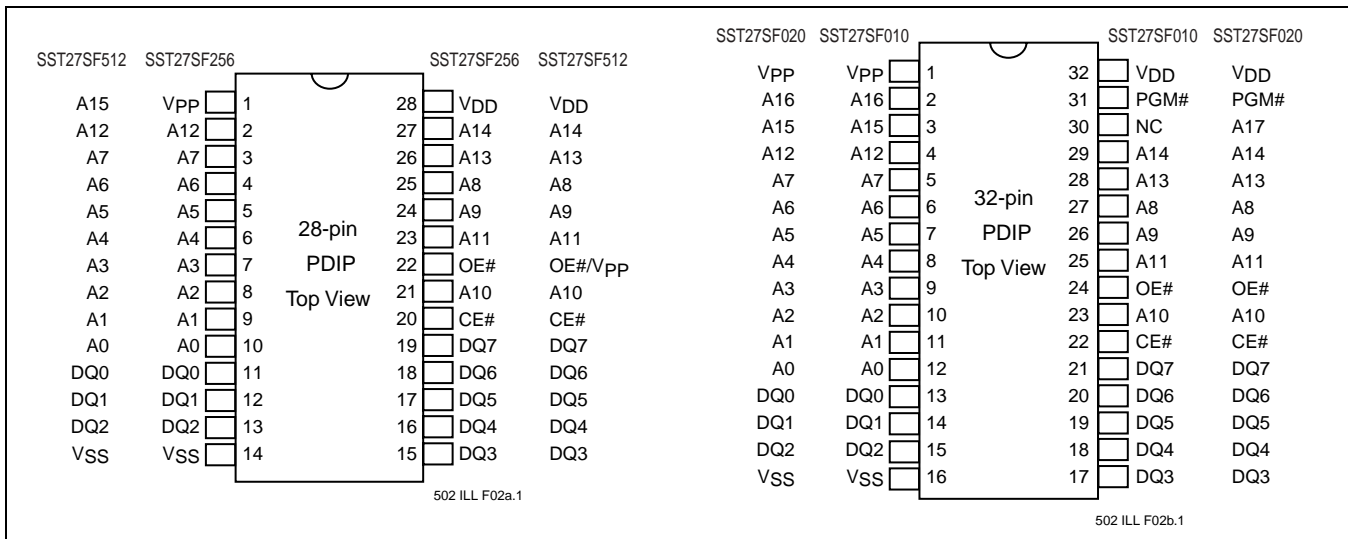 SST27SF512 SST27SF256 SST27SF256 SST27SF512
A15 VPP 1 28 VDD VDD
A12 A12 2 27 A14 A14
A7 A7 3 26 A13 A13
A6 A6 4 25 A8 A8
A5 A5 5 24 A9 A9
A4 A4 6 23 A11 A11
A3 A3 7 22 OE# OE#/VPP
A2 A2 8 21 A10 A10
A1 A1 9 20 CE# CE#
A0 A0 10 19 DQ7 DQ7
DQ0 DQ0 11 18 DQ6 DQ6
DQ1 DQ1 12 17 DQ5 DQ5
DQ2 DQ2 13 16 DQ4 DQ4
VSS VSS 14 15 DQ3 DQ3
28-pin
PDIP
Top View
502 ILL F02a.1
SST27SF020 SST27SF010 SST27SF010 SST27SF020
VPP VPP 1 32 VDD VDD
A16 A16 2 31 PGM# PGM#
A15 A15 3 30 NC A17
A12 A12 4 29 A14 A14
A7 A7 5 28 A13 A13
A6 A6 6 27 A8 A8
A5 A5 7 26 A9 A9
A4 A4 8 25 A11 A11
A3 A3 9 24 OE# OE#
A2 A2 10 23 A10 A10
A1 A1 11 22 CE# CE#
A0 A0 12 21 DQ7 DQ7
DQ0 DQ0 13 20 DQ6 DQ6
DQ1 DQ1 14 19 DQ5 DQ5
DQ2 DQ2 15 18 DQ4 DQ4
VSS VSS 16 17 DQ3 DQ3
32-pin
PDIP
Top View
502 ILL F02b.1